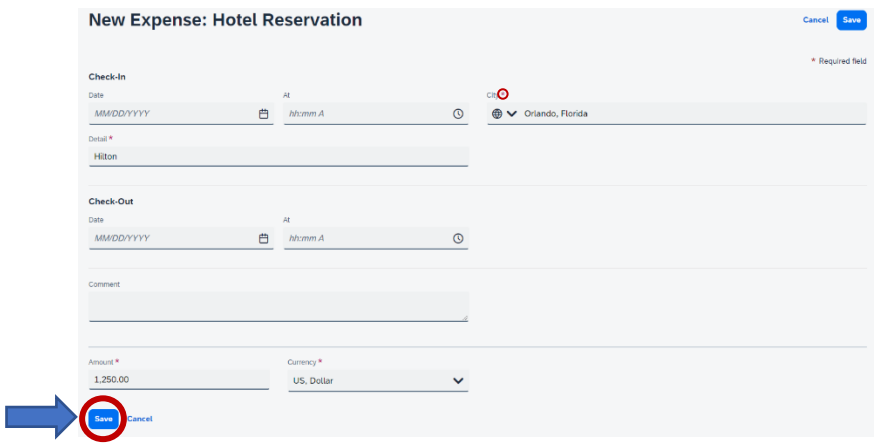 New Expense: Hotel Reservation
Cancel Save
* Required field
Check-In
Date At City *
MM/DD/YYYY hh:mm A Orlando, Florida
Detail *
Hilton
Check-Out
Date At
MM/DD/YYYY hh:mm A
Comment
Amount * Currency *
1,250.00 US, Dollar
Save Cancel